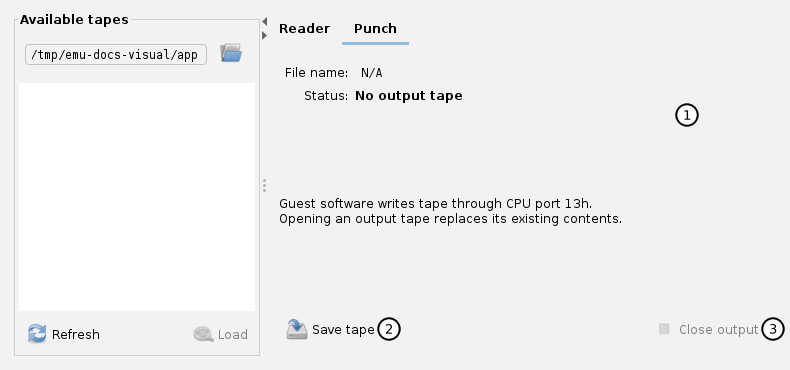 Available tapes
/tmp/emu-docs-visual/app
Refresh
Load
Reader
Punch
File name: N/A
Status: No output tape
1
Guest software writes tape through CPU port 13h.
Opening an output tape replaces its existing contents.
Save tape 2
Close output 3